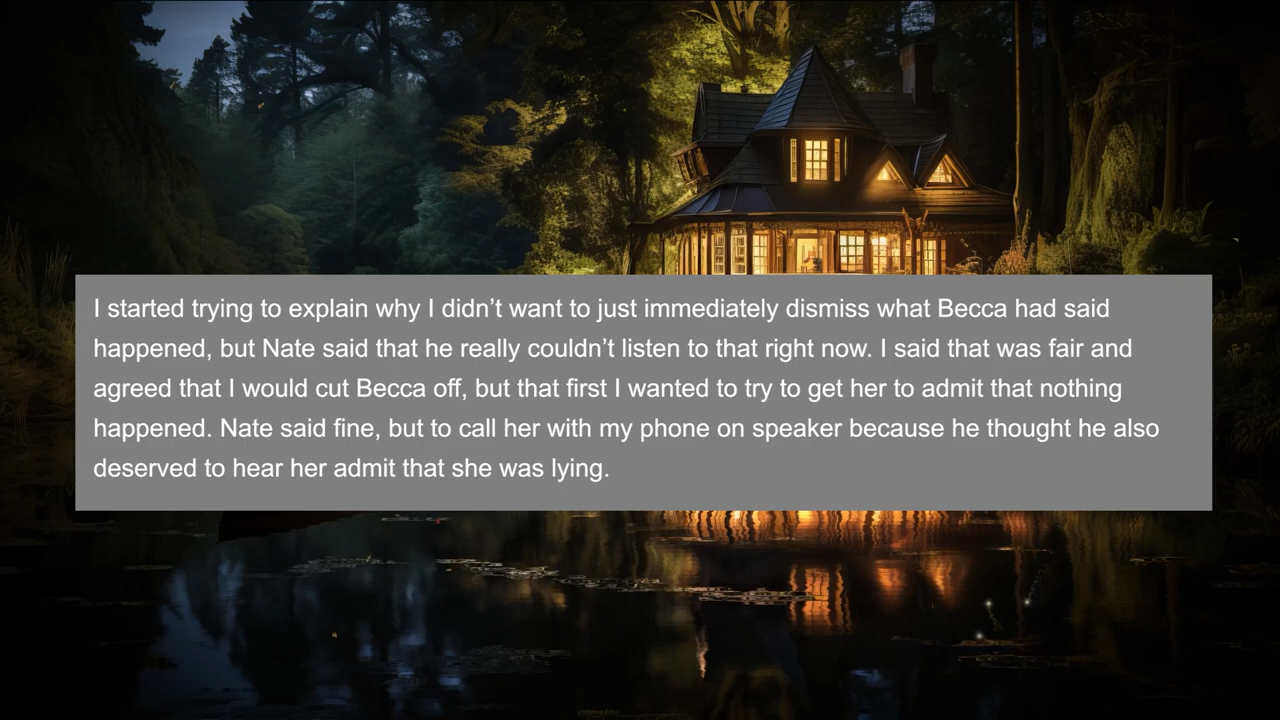 I started trying to explain why I didn’t want to just immediately dismiss what Becca had said
happened, but Nate said that he really couldn’t listen to that right now. I said that was fair and
agreed that I would cut Becca off, but that first I wanted to try to get her to admit that nothing
happened. Nate said fine, but to call her with my phone on speaker because he thought he also
deserved to hear her admit that she was lying.